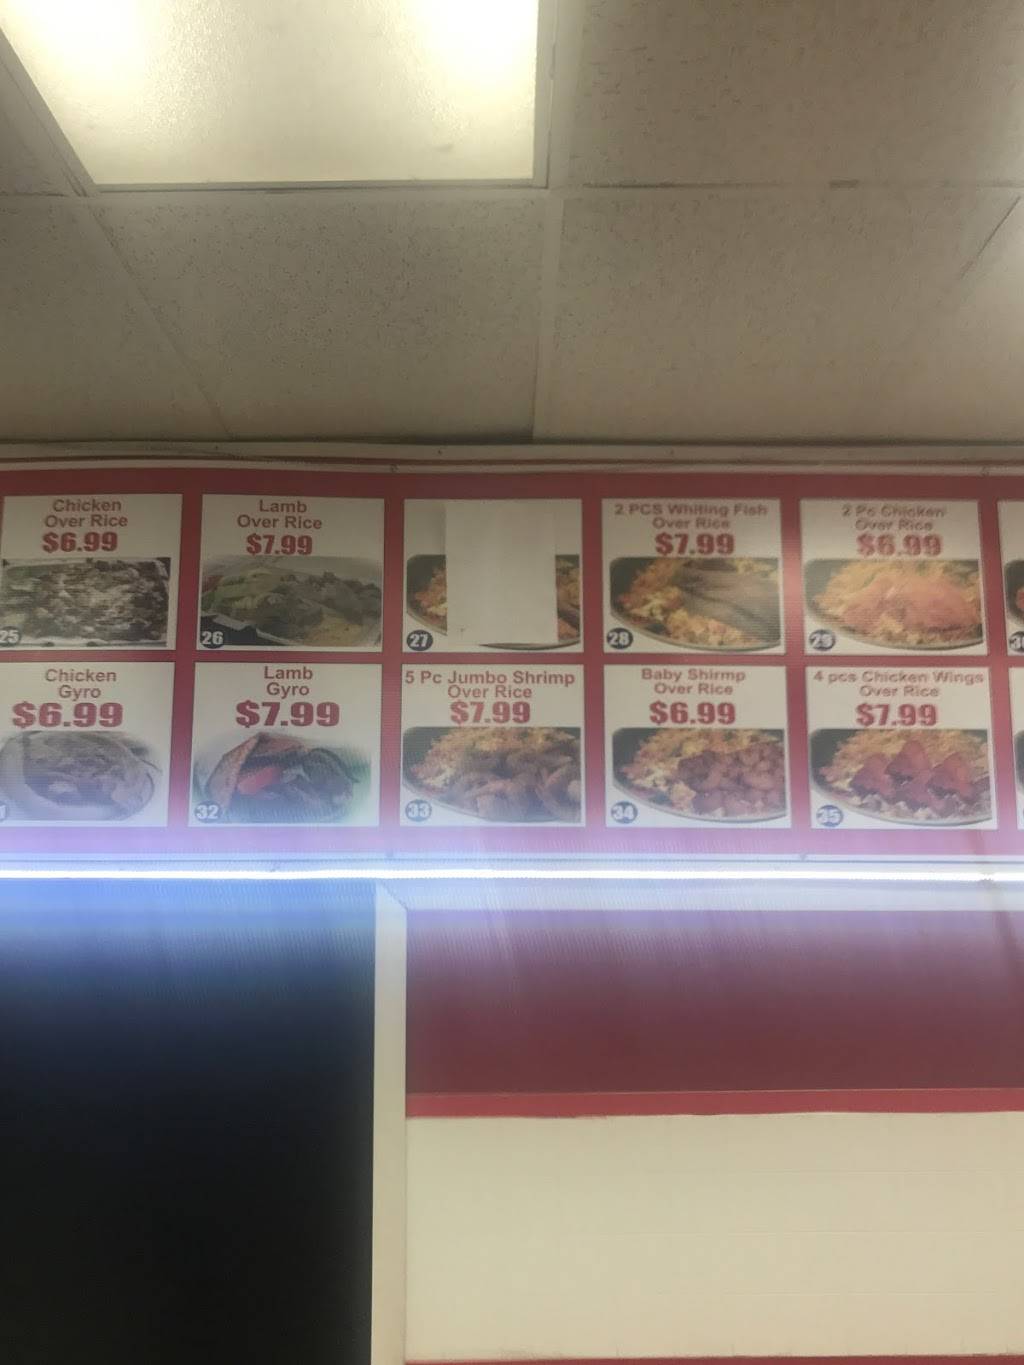 Chicken
Over Rice
$6.99
25
Lamb
Over Rice
$7.99
26
27
2 PCS Whiting Fish
Over Rice
$7.99
28
2 Pc Chicken
Over Rice
$6.99
29
Chicken
Gyro
$6.99
Lamb
Gyro
$7.99
32
5 Pc Jumbo Shrimp
Over Rice
$7.99
33
Baby Shirmp
Over Rice
$6.99
34
4 pcs Chicken Wings
Over Rice
$7.99
35